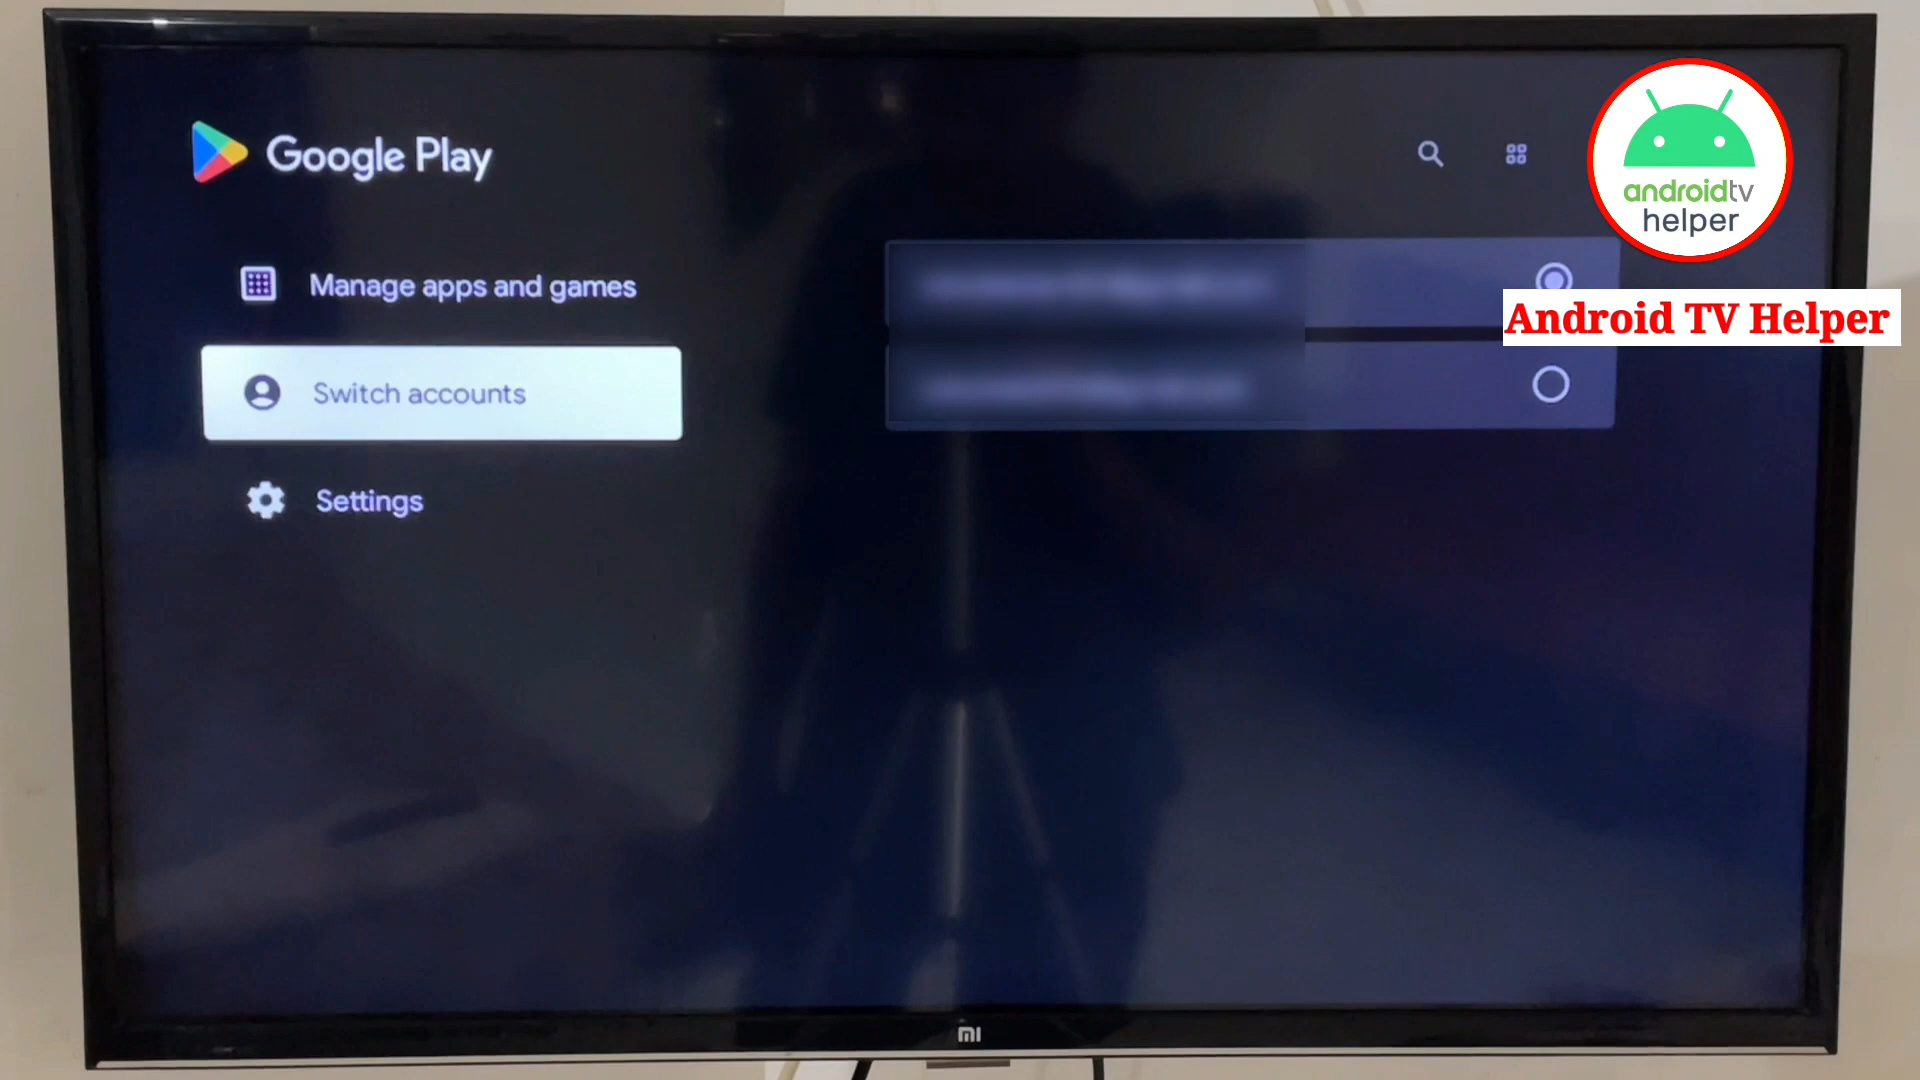 Google Play
androidtv
helper
Manage apps and games
Android TV Helper
Switch accounts
Settings
mi